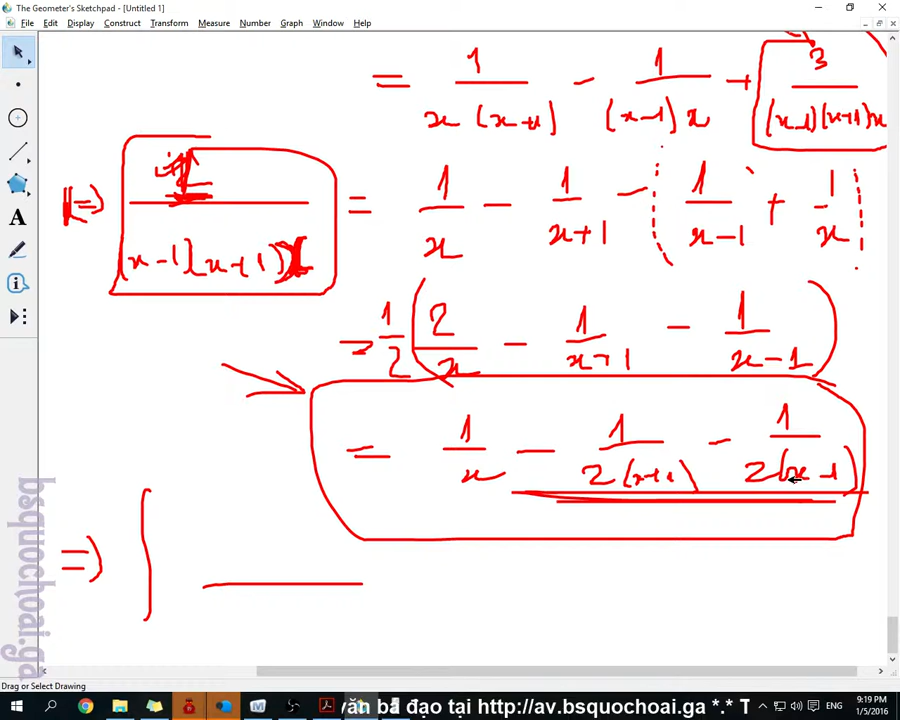 The Geometer's Sketchpad - [Untitled 1]
File Edit Display Construct Transform Measure Number Graph Window Help
= 1/(x(x+1)) - 1/((x-1)x) + 3/((x-1)(x+1)x)
/((x-1)(x+1)) = 1/x - 1/(x+1) - (1/(x-1) + 1/x)
= 1/2 (2/x - 1/(x+1) - 1/(x-1))
= 1/x - 1/(2(x+1)) - 1/(2(x-1))
=> {
bsquochoai.ga
Drag or Select Drawing
văn bá đạo tại http://av.bsquochoai.ga *.* T
ENG
9:19 PM
1/5/2016